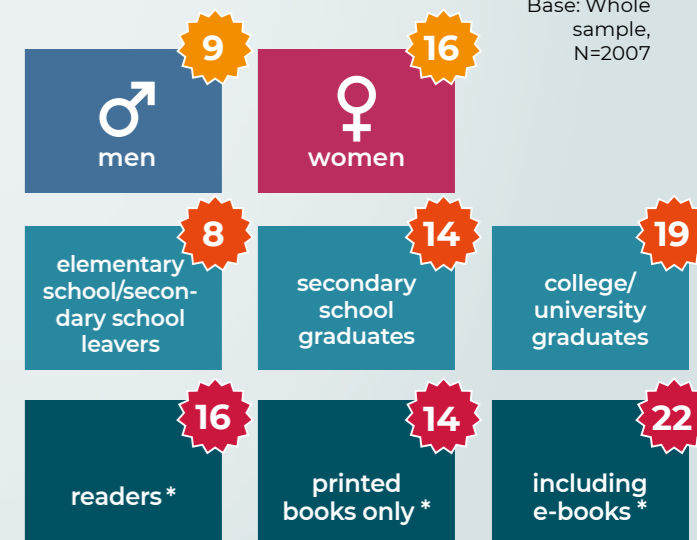 Base: Whole
sample,
N=2007
9
men
16
women
8
elementary
school/secon-
dary school
leavers
14
secondary
school
graduates
19
college/
university
graduates
16
readers *
14
printed
books only *
22
including
e-books *